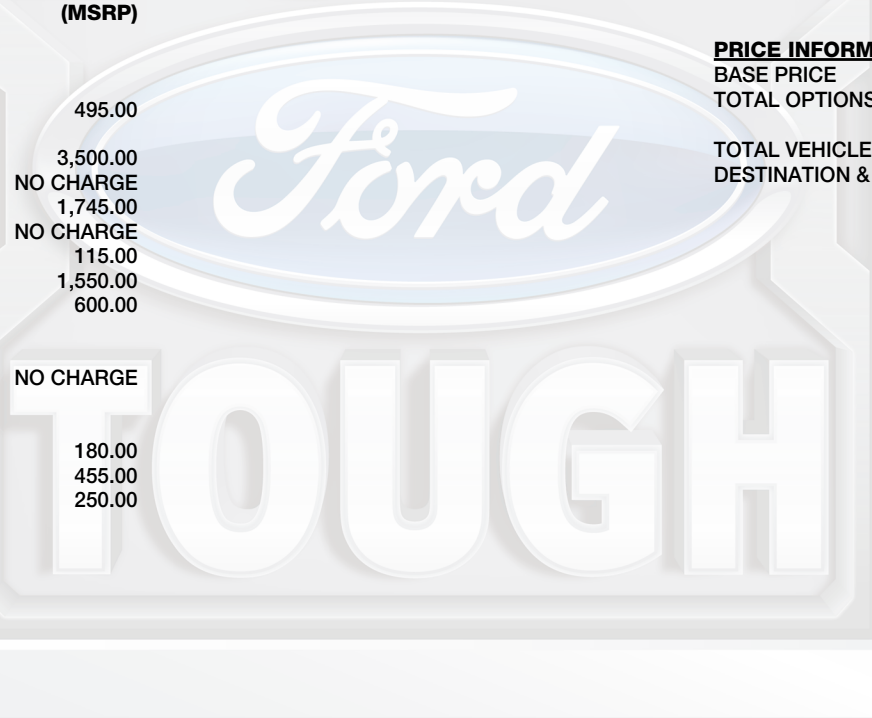 (MSRP)
495.00
3,500.00
NO CHARGE
1,745.00
NO CHARGE
115.00
1,550.00
600.00
NO CHARGE
180.00
455.00
250.00
PRICE INFORM
BASE PRICE
TOTAL OPTIONS
TOTAL VEHICLE
DESTINATION &
Ford
TOUGH